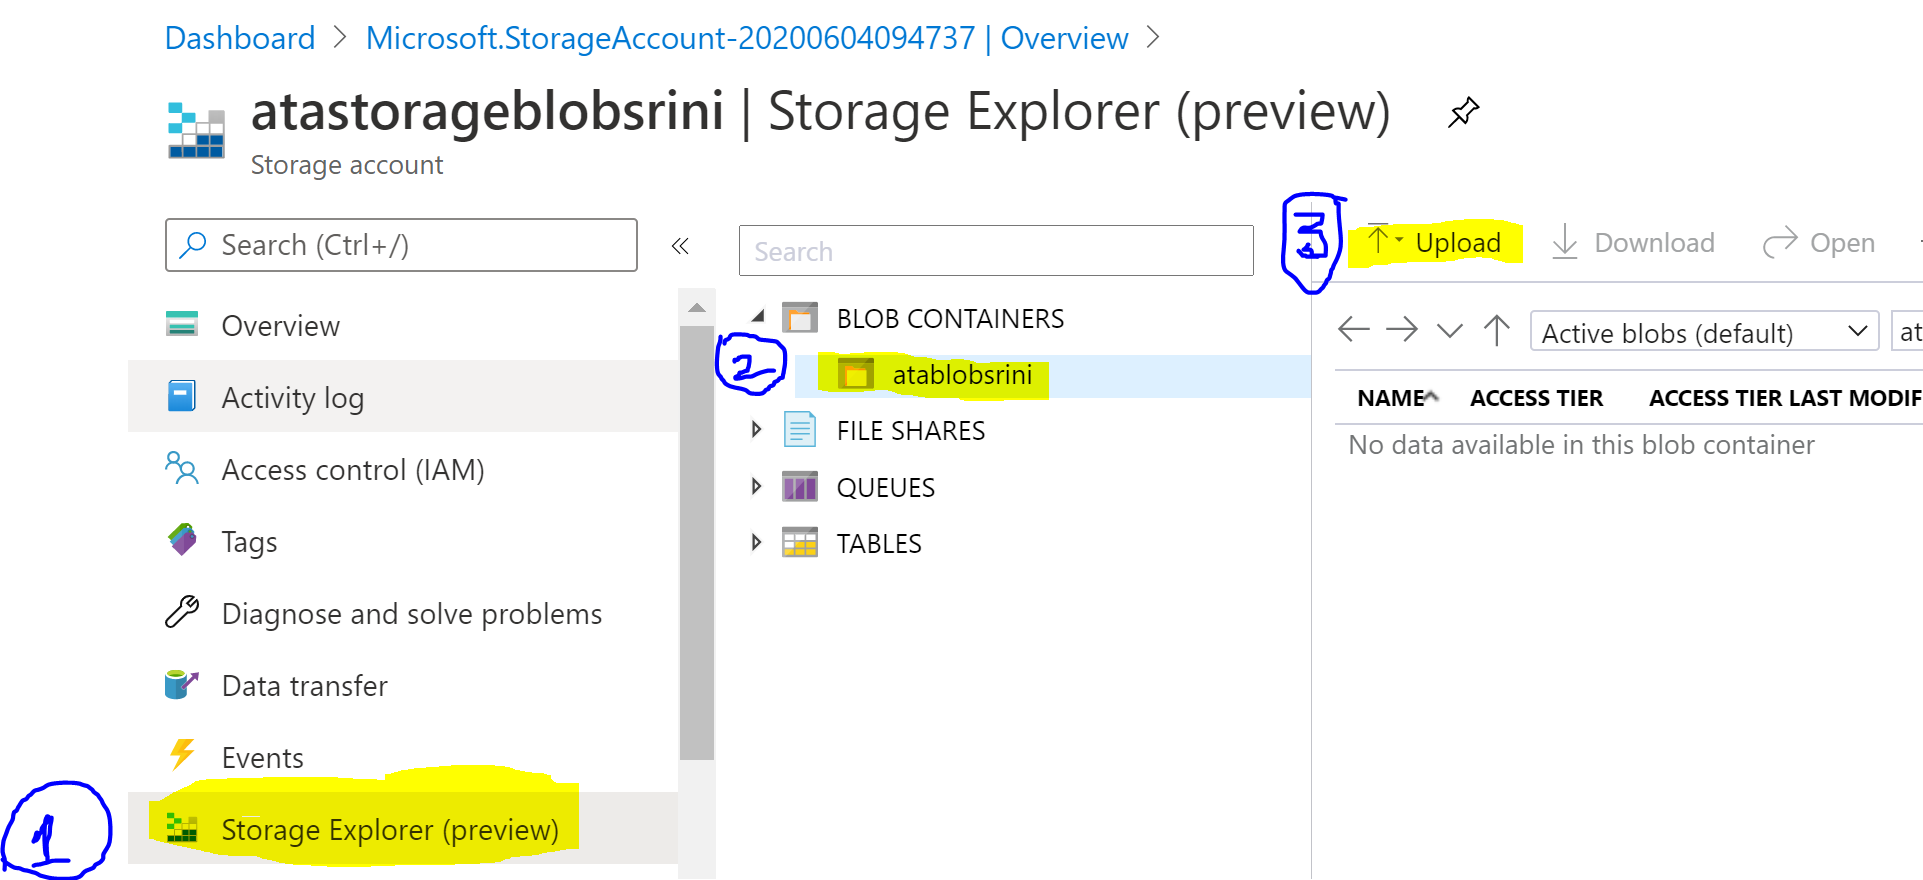 Dashboard > Microsoft.StorageAccount-20200604094737 | Overview >
atastorageblobsrini | Storage Explorer (preview)
Storage account
Search (Ctrl+/)
«
Overview
Activity log
Access control (IAM)
Tags
Diagnose and solve problems
Data transfer
Events
1
Storage Explorer (preview)
Search
BLOB CONTAINERS
2
atablobsrini
FILE SHARES
QUEUES
TABLES
3
Upload Download Open
Active blobs (default) at
NAME ACCESS TIER ACCESS TIER LAST MODIF
No data available in this blob container